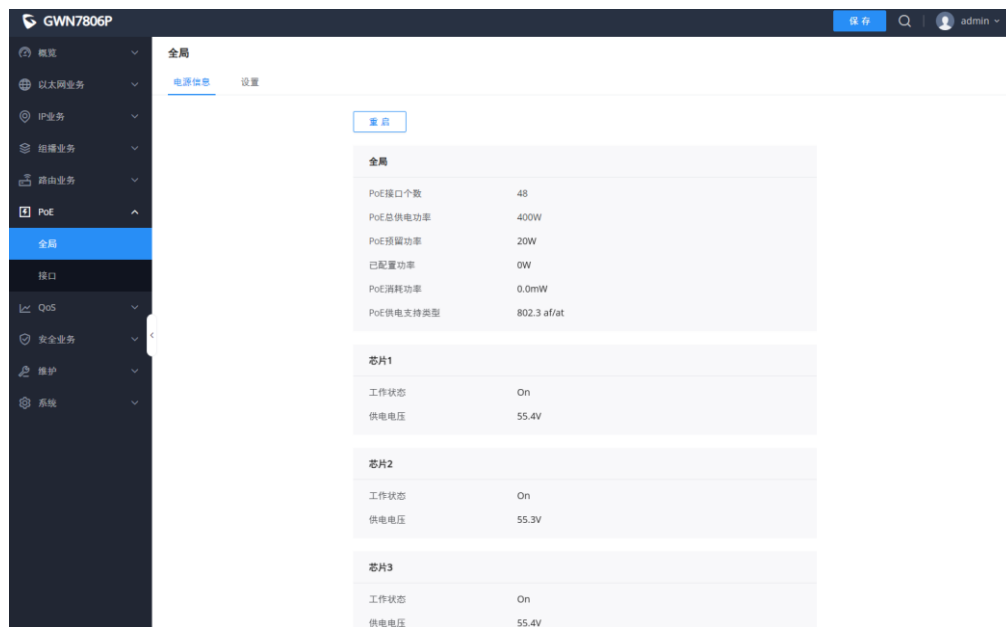 GWN7806P
保存
admin
概览
以太网业务
IP业务
组播业务
路由业务
PoE
全局
接口
QoS
安全业务
维护
系统
全局
电源信息 设置
重启
全局
PoE接口个数 48
PoE总供电功率 400W
PoE预留功率 20W
已配置功率 0W
PoE消耗功率 0.0mW
PoE供电支持类型 802.3 af/at
芯片1
工作状态 On
供电电压 55.4V
芯片2
工作状态 On
供电电压 55.3V
芯片3
工作状态 On
供电电压 55.4V